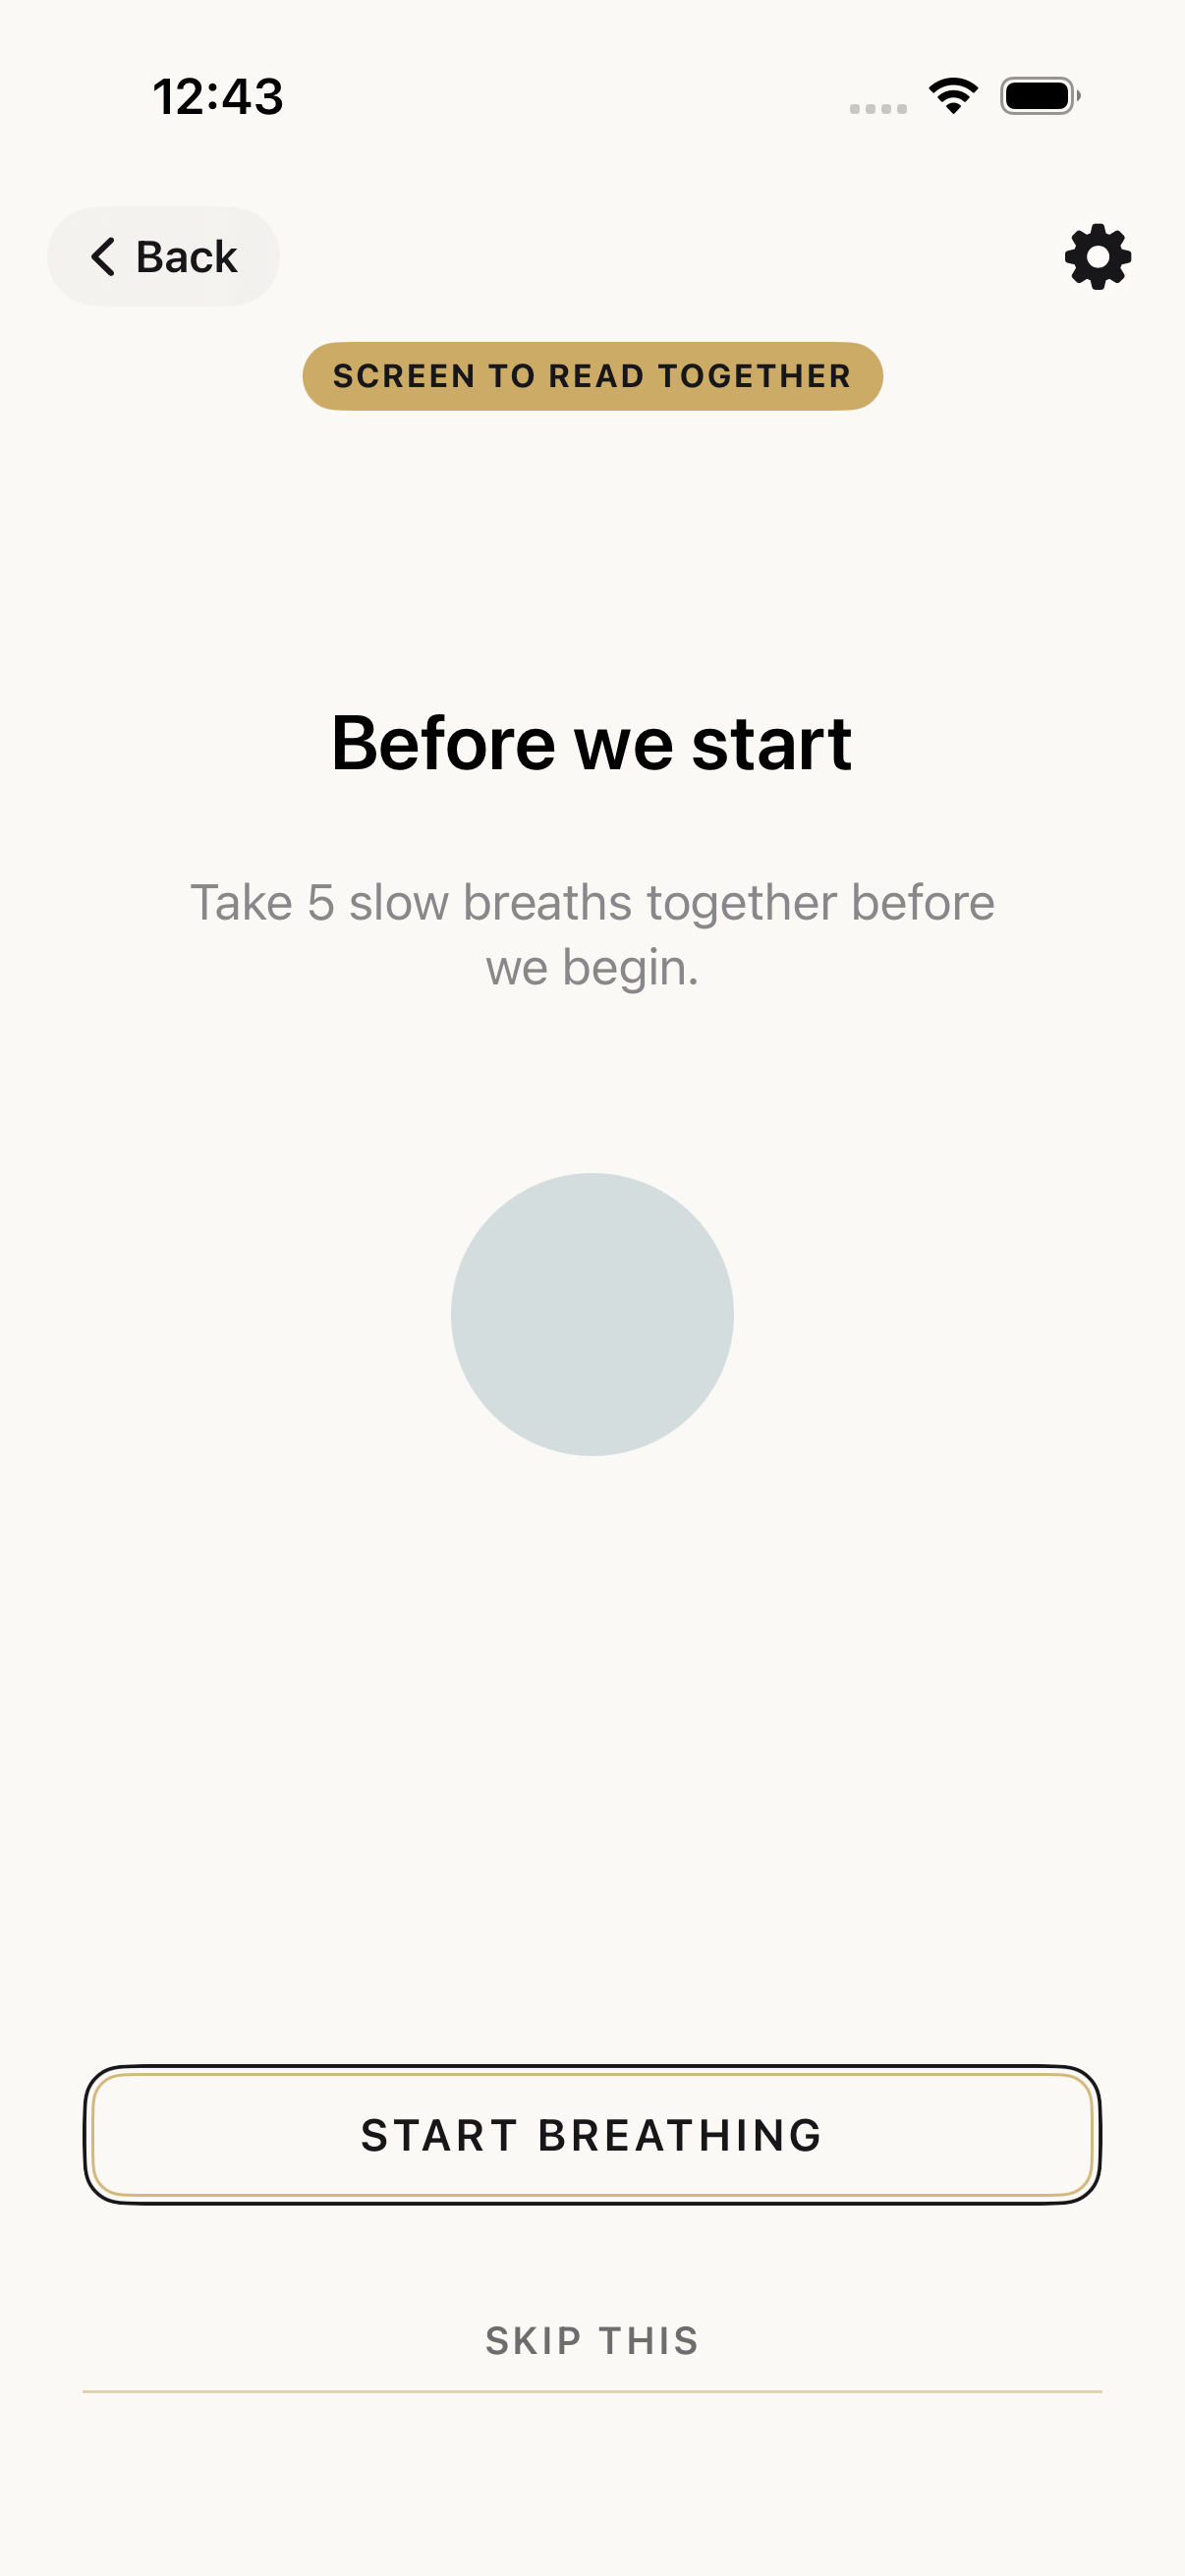 12:43
Back
SCREEN TO READ TOGETHER
Before we start
Take 5 slow breaths together before
we begin.
START BREATHING
SKIP THIS